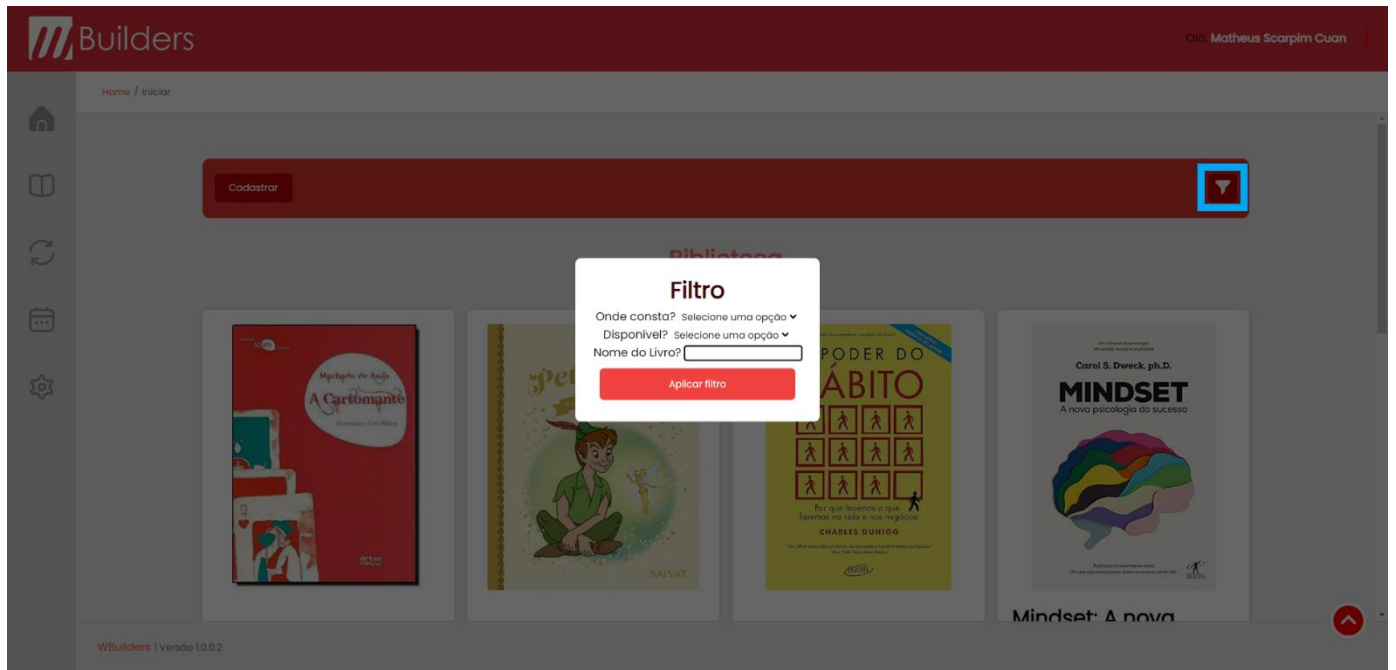 Builders
Olá, Matheus Scarpim Cuan
Home / Iniciar
Cadastrar
Biblioteca
Filtro
Onde consta? Selecione uma opção
Disponível? Selecione uma opção
Nome do Livro?
Aplicar filtro
Machado de Assis
A Cartomante
Pet
SALVAT
PODER DO
HÁBITO
Por que fazemos o que
fazemos na vida e nos negócios
CHARLES DUHIGG
Carol S. Dweck, ph.D.
MINDSET
A nova psicologia do sucesso
Mindset: A nova
WBuilders | Versão 1.0.0.2